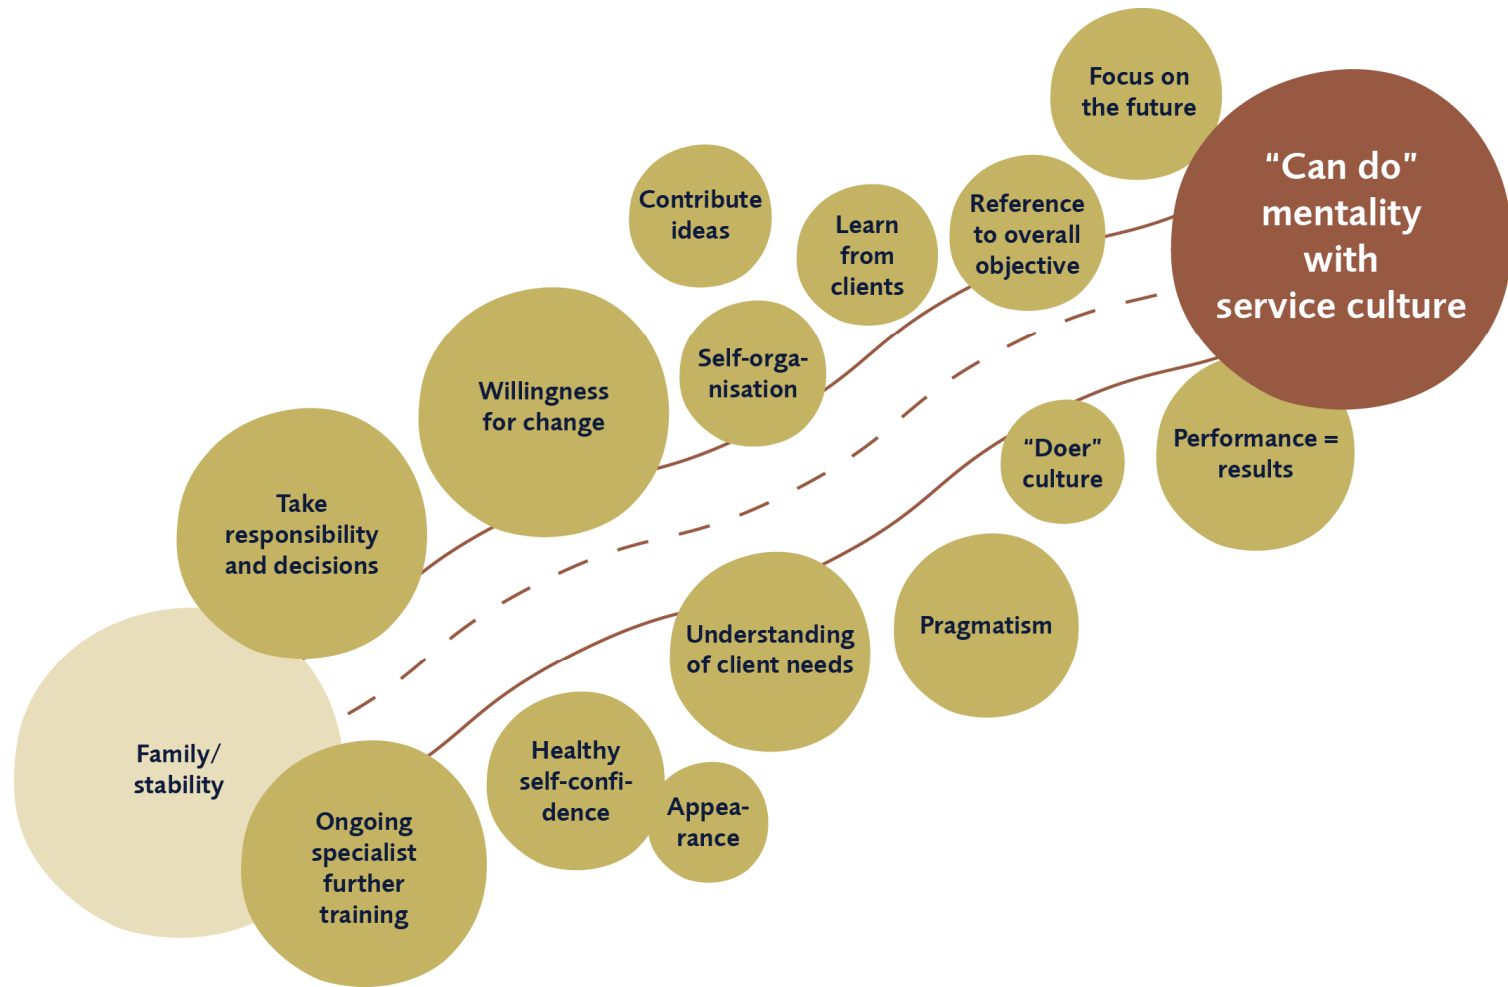 Focus on
the future
“Can do”
mentality
with
service culture
Contribute
ideas
Learn
from
clients
Reference
to overall
objective
Willingness
for change
Self-orga-
nisation
Take
responsibility
and decisions
“Doer”
culture
Performance =
results
Understanding
of client needs
Pragmatism
Family/
stability
Healthy
self-confi-
dence
Appea-
rance
Ongoing
specialist
further
training